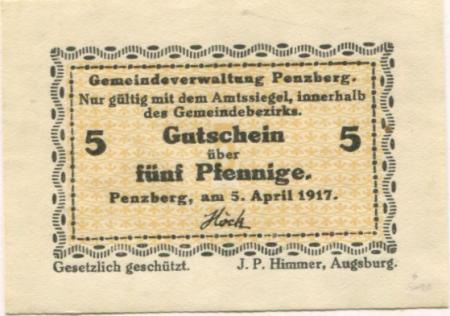 Gemeindeverwaltung Penzberg.
Nur gültig mit dem Amtssiegel, innerhalb
des Gemeindebezirks.
5 Gutschein 5
über
fünf Pfennige.
Penzberg, am 5. April 1917.
Höck
Gesetzlich geschützt. J. P. Himmer, Augsburg.